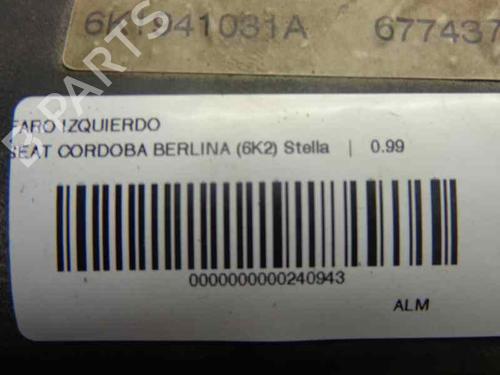 6K1941031A 677437
FARO IZQUIERDO
SEAT CORDOBA BERLINA (6K2) Stella | 0.99
0000000000240943
ALM